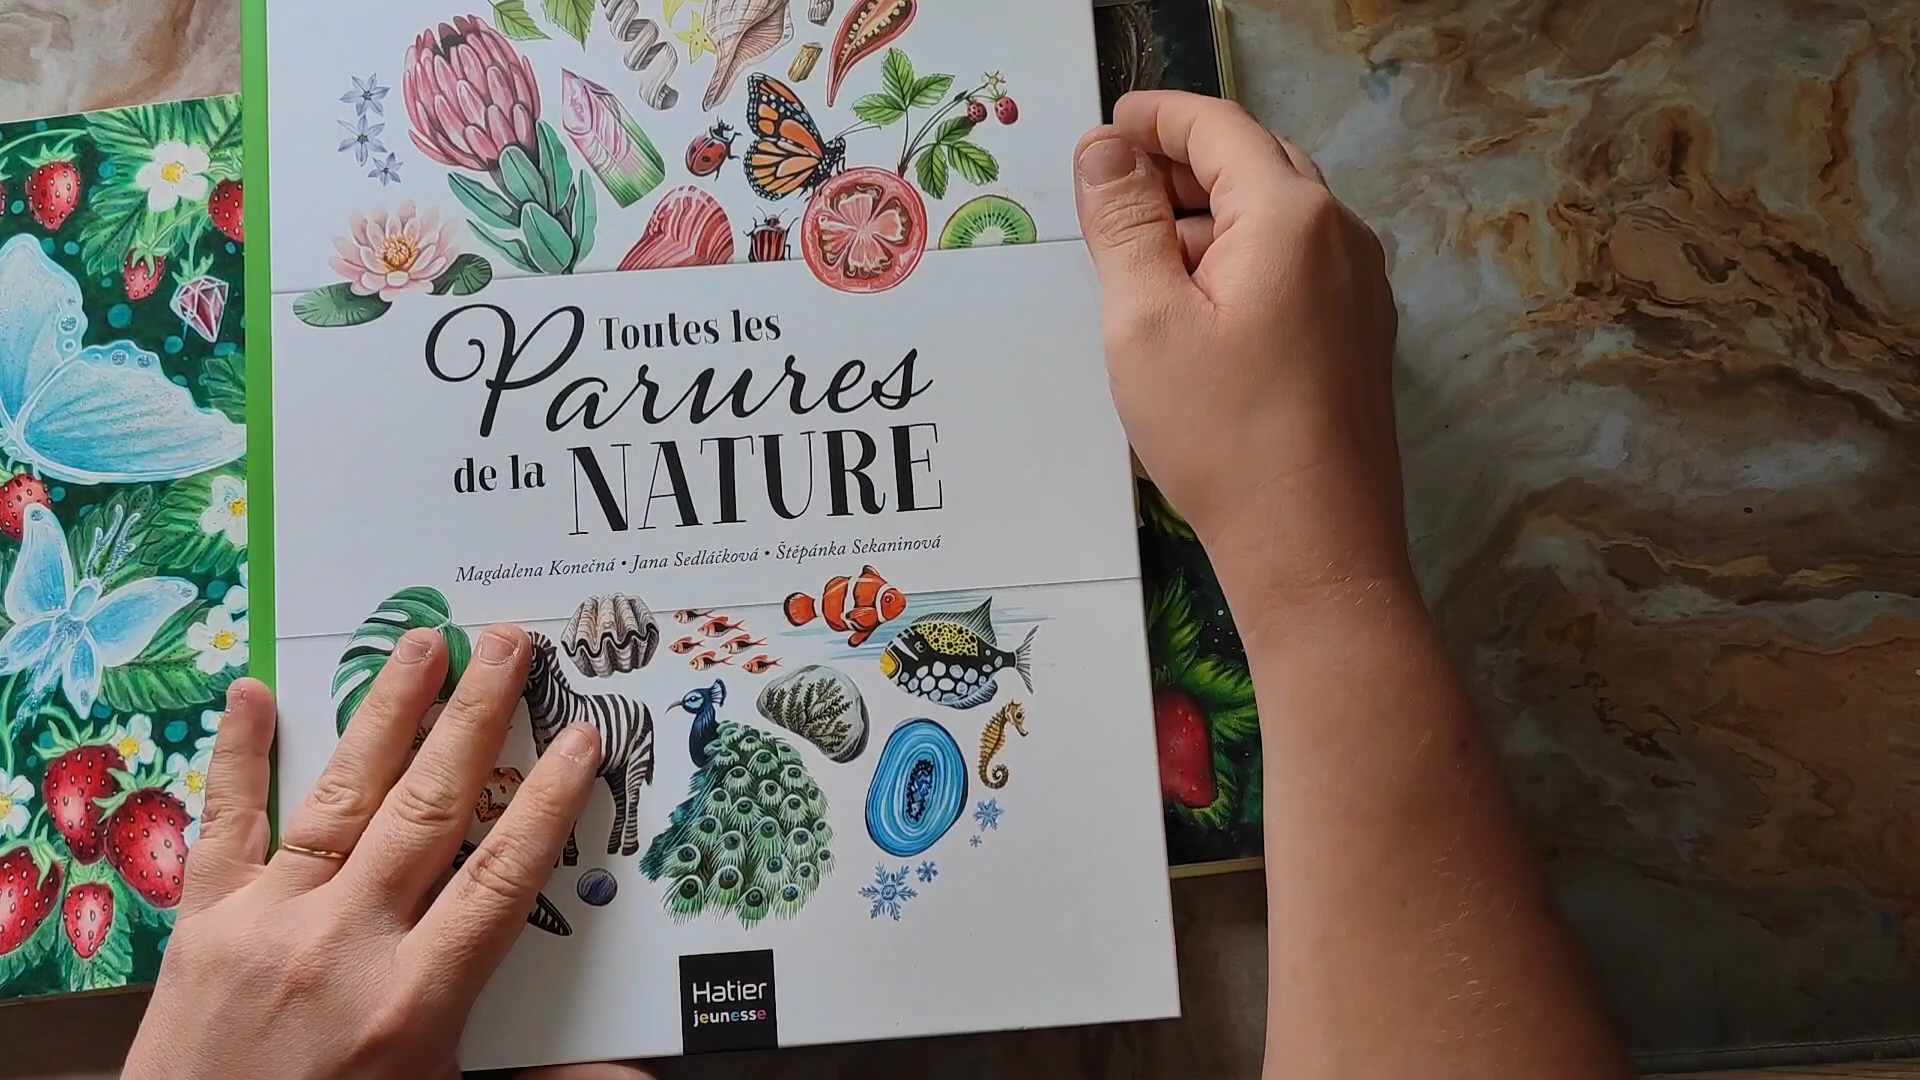 Toutes les
Parures
de la NATURE
Magdalena Konečná • Jana Sedláčková • Štěpánka Sekaninová
Hatier
jeunesse